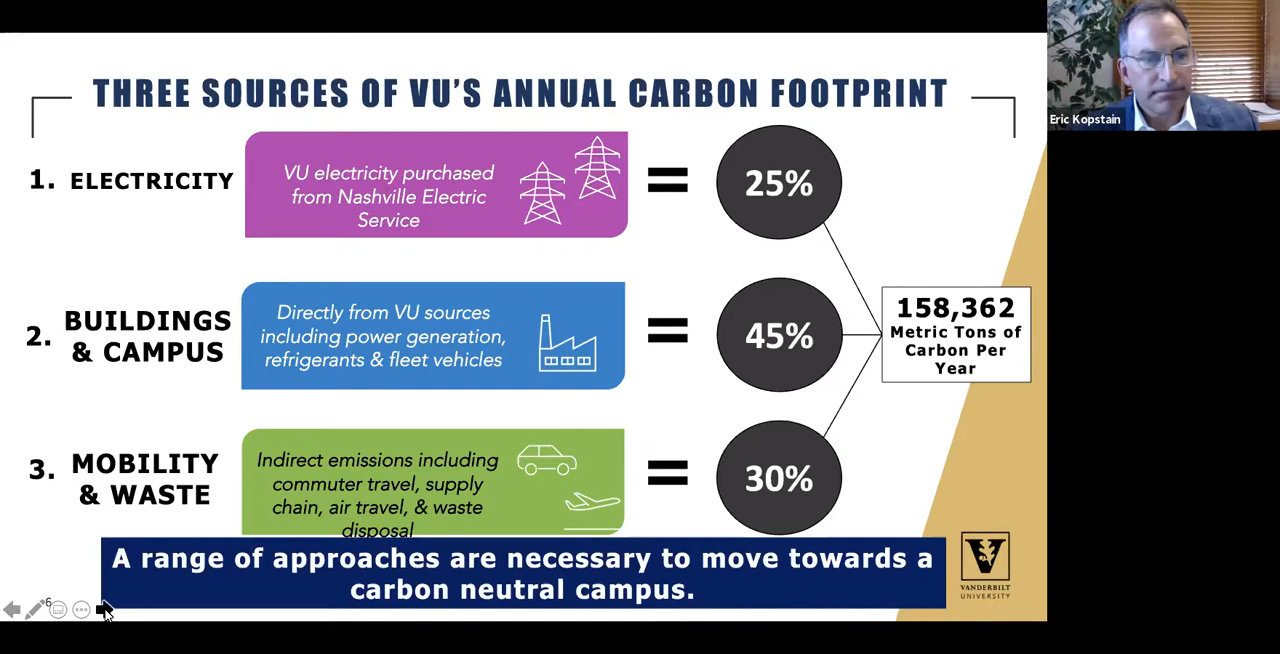 THREE SOURCES OF VU'S ANNUAL CARBON FOOTPRINT
Eric Kopstain
1. ELECTRICITY
VU electricity purchased
from Nashville Electric
Service
=
25%
2. BUILDINGS
& CAMPUS
Directly from VU sources
including power generation,
refrigerants & fleet vehicles
=
45%
158,362
Metric Tons of
Carbon Per
Year
3. MOBILITY
& WASTE
Indirect emissions including
commuter travel, supply
chain, air travel, & waste
disposal
=
30%
A range of approaches are necessary to move towards a
carbon neutral campus.
V
VANDERBILT
UNIVERSITY
6